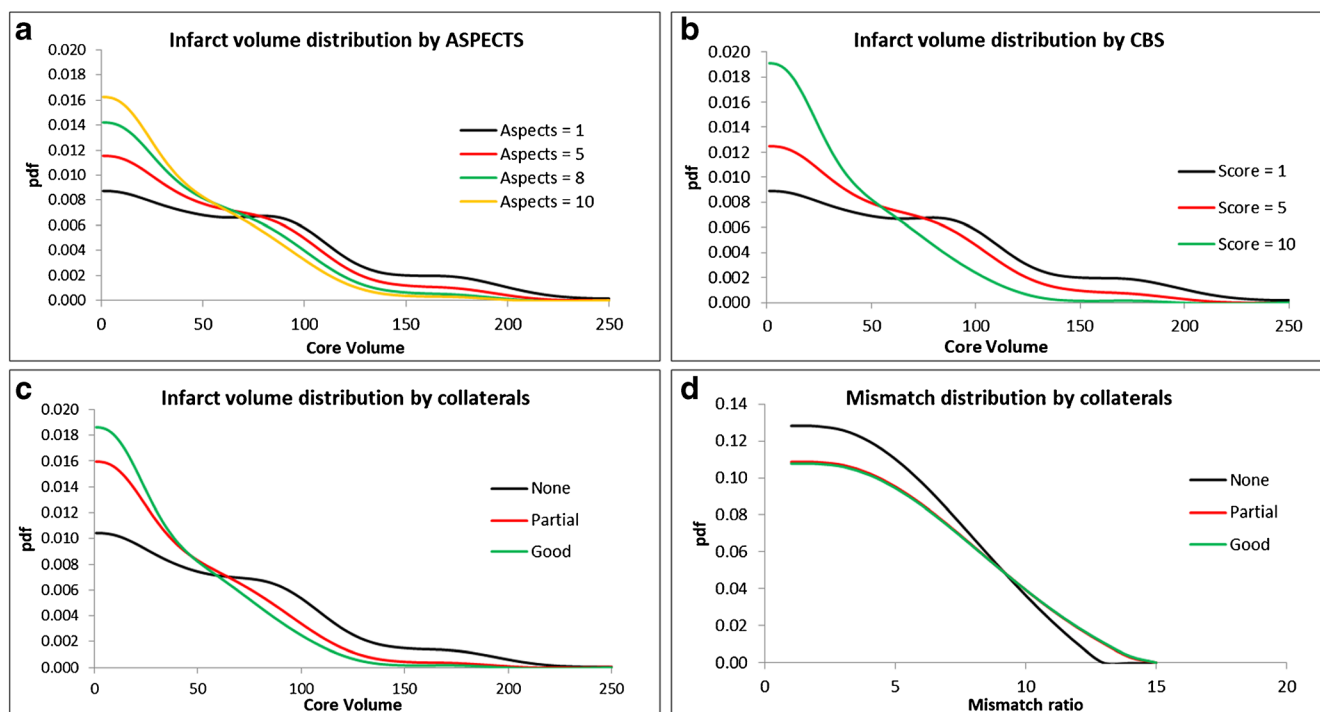 a
Infarct volume distribution by ASPECTS
0.020
0.018
0.016
0.014
0.012
0.010
0.008
0.006
0.004
0.002
0.000
pdf
Aspects = 1
Aspects = 5
Aspects = 8
Aspects = 10
0 50 100 150 200 250
Core Volume
b
Infarct volume distribution by CBS
0.020
0.018
0.016
0.014
0.012
0.010
0.008
0.006
0.004
0.002
0.000
pdf
Score = 1
Score = 5
Score = 10
0 50 100 150 200 250
Core Volume
c
Infarct volume distribution by collaterals
0.020
0.018
0.016
0.014
0.012
0.010
0.008
0.006
0.004
0.002
0.000
pdf
None
Partial
Good
0 50 100 150 200 250
Core Volume
d
Mismatch distribution by collaterals
0.14
0.12
0.10
0.08
0.06
0.04
0.02
0.00
pdf
None
Partial
Good
0 5 10 15 20
Mismatch ratio